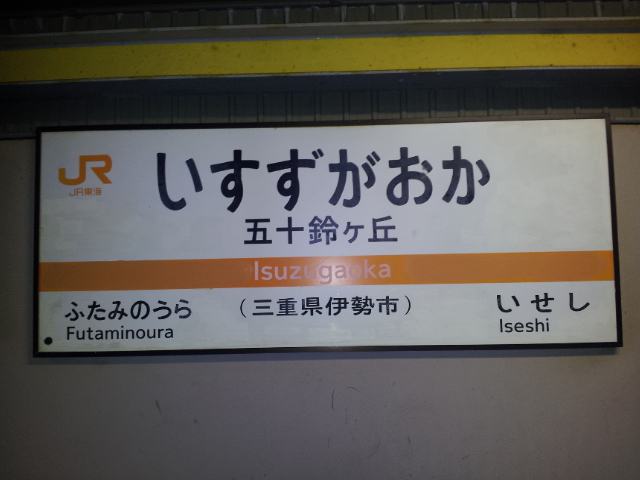 JR
JR東海
いすずがおか
五十鈴ヶ丘
Isuzugaoka
ふたみのうら
Futaminoura
（三重県伊勢市）
いせし
Iseshi